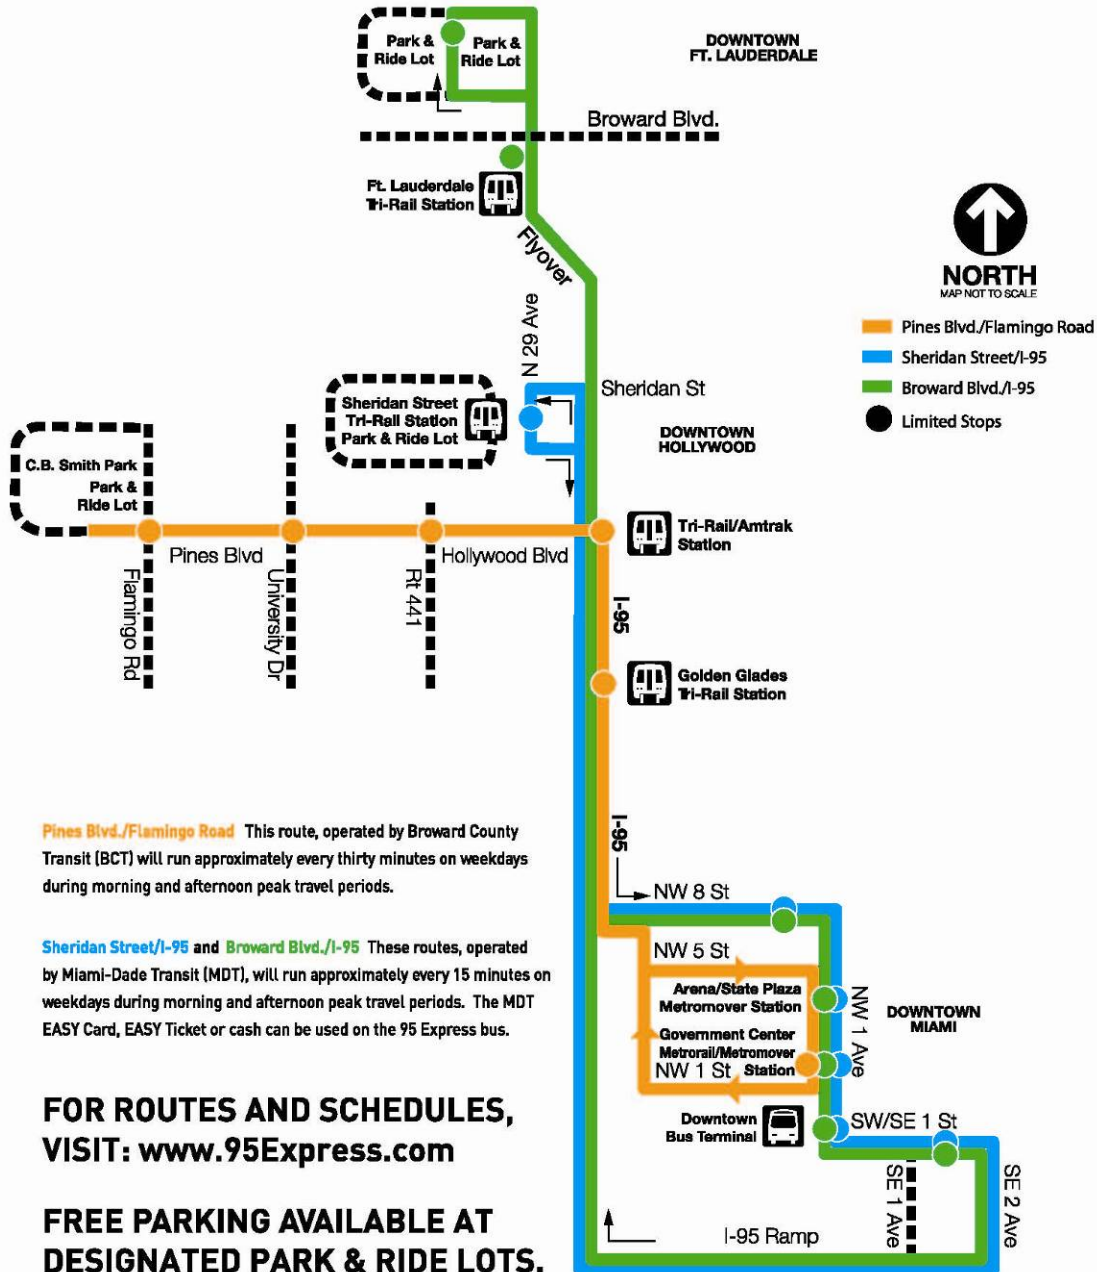 Park &
Ride Lot
Park &
Ride Lot
DOWNTOWN
FT. LAUDERDALE
Broward Blvd.
Ft. Lauderdale
Tri-Rail Station
Flyover
NORTH
MAP NOT TO SCALE
Pines Blvd./Flamingo Road
Sheridan Street/I-95
Broward Blvd./I-95
Limited Stops
N 29 Ave
Sheridan St
Sheridan Street
Tri-Rail Station
Park & Ride Lot
DOWNTOWN
HOLLYWOOD
C.B. Smith Park
Park &
Ride Lot
Pines Blvd
Hollywood Blvd
Tri-Rail/Amtrak
Station
Flamingo Rd
University Dr
Rt 441
I-95
Golden Glades
Tri-Rail Station
I-95
Pines Blvd./Flamingo Road This route, operated by Broward County
Transit (BCT) will run approximately every thirty minutes on weekdays
during morning and afternoon peak travel periods.
Sheridan Street/I-95 and Broward Blvd./I-95 These routes, operated
by Miami-Dade Transit (MDT), will run approximately every 15 minutes on
weekdays during morning and afternoon peak travel periods. The MDT
EASY Card, EASY Ticket or cash can be used on the 95 Express bus.
NW 8 St
NW 5 St
Arena/State Plaza
Metromover Station
NW 1 Ave
DOWNTOWN
MIAMI
Government Center
Metrorail/Metromover
Station
NW 1 St
Downtown
Bus Terminal
SW/SE 1 St
SE 1 Ave
SE 2 Ave
I-95 Ramp
FOR ROUTES AND SCHEDULES,
VISIT: www.95Express.com
FREE PARKING AVAILABLE AT
DESIGNATED PARK & RIDE LOTS.